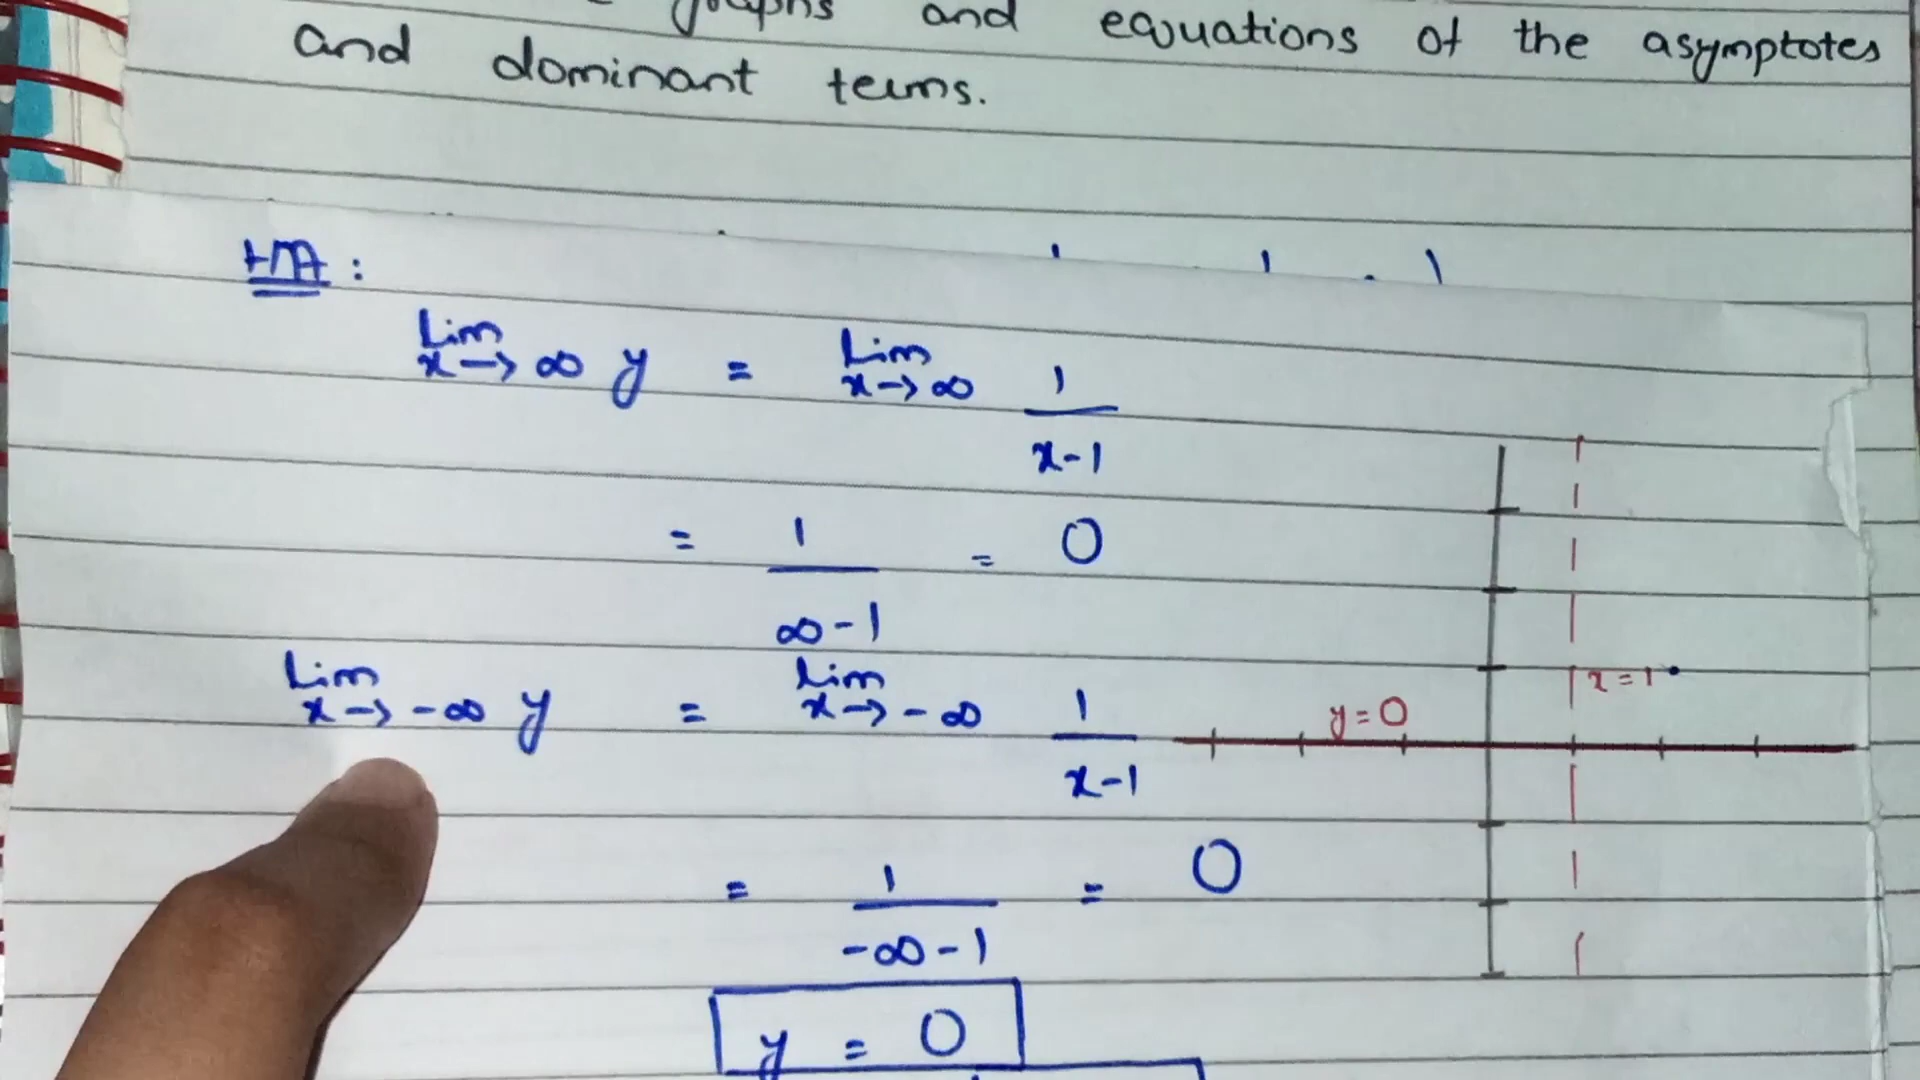 graphs and equations of the asymptotes
and dominant terms.
HA :
Lim x→∞ y = Lim x→∞ 1/(x-1)
= 1/(∞-1) = 0
Lim x→-∞ y = Lim x→-∞ 1/(x-1)
= 1/(-∞-1) = 0
y = 0
x = 1
y = 0